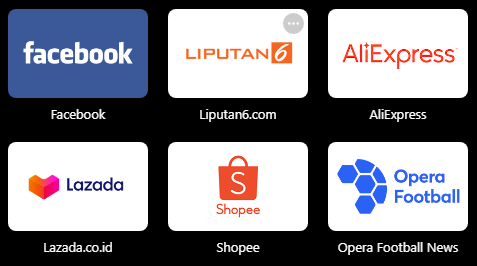 facebook
LIPUTAN6
AliExpress
Facebook
Liputan6.com
AliExpress
Lazada
S
Shopee
Opera
Football
Lazada.co.id
Shopee
Opera Football News